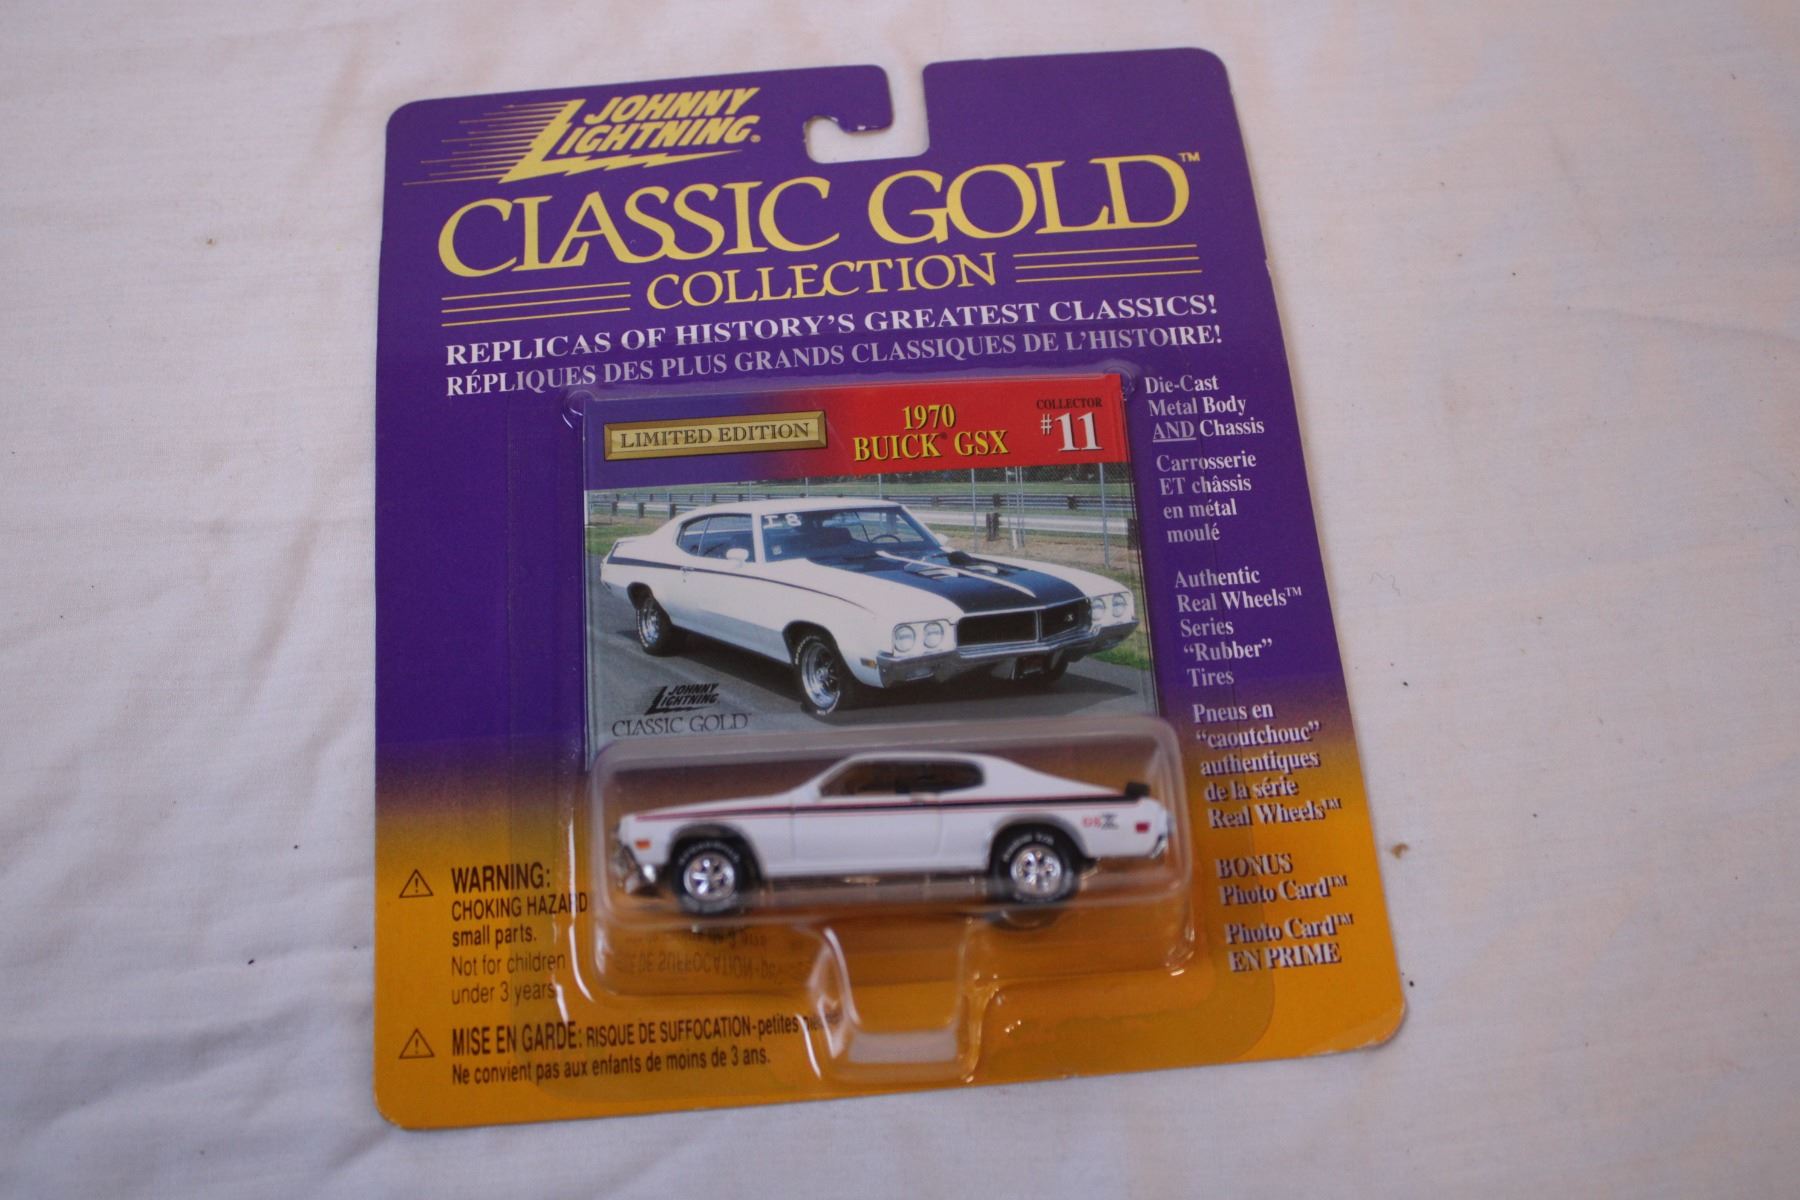 JOHNNY
LIGHTNING®
CLASSIC GOLD™
COLLECTION
REPLICAS OF HISTORY'S GREATEST CLASSICS!
RÉPLIQUES DES PLUS GRANDS CLASSIQUES DE L'HISTOIRE!
LIMITED EDITION
1970
BUICK® GSX
COLLECTOR
#11
I8
JOHNNY
LIGHTNING
CLASSIC GOLD™
Die-Cast
Metal Body
AND Chassis
Carrosserie
ET châssis
en métal
moulé
Authentic
Real Wheels™
Series
“Rubber”
Tires
Pneus en
“caoutchouc”
authentiques
de la série
Real Wheels™
BONUS
Photo Card™
Photo Card™
EN PRIME
GSX
WARNING:
CHOKING HAZARD
small parts.
Not for children
under 3 years.
MISE EN GARDE: RISQUE DE SUFFOCATION-petites
Ne convient pas aux enfants de moins de 3 ans.